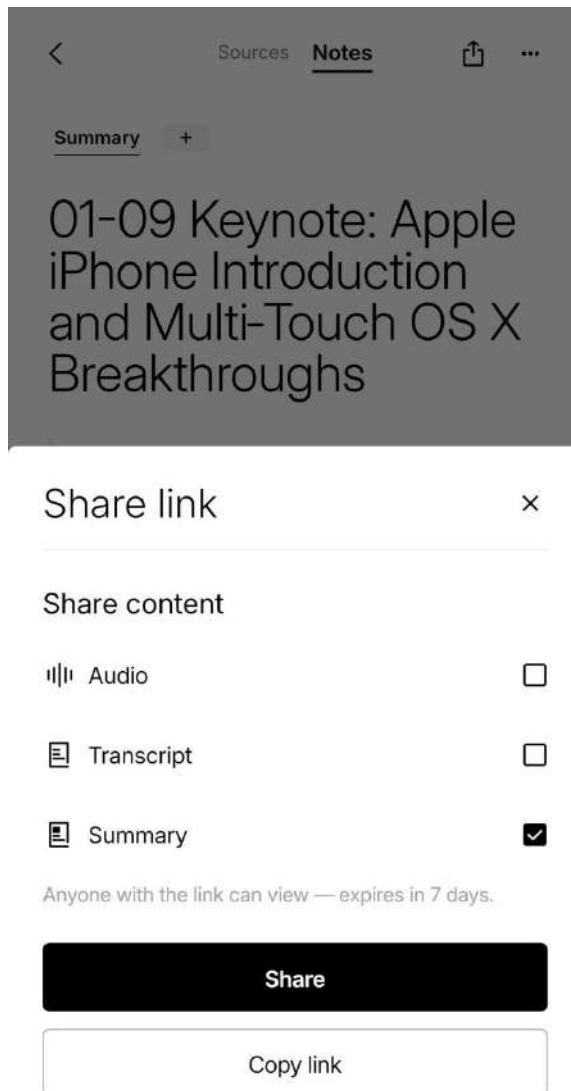 Sources Notes
Summary +
01-09 Keynote: Apple
iPhone Introduction
and Multi-Touch OS X
Breakthroughs
Share link
Share content
Audio
Transcript
Summary
Anyone with the link can view — expires in 7 days.
Share
Copy link